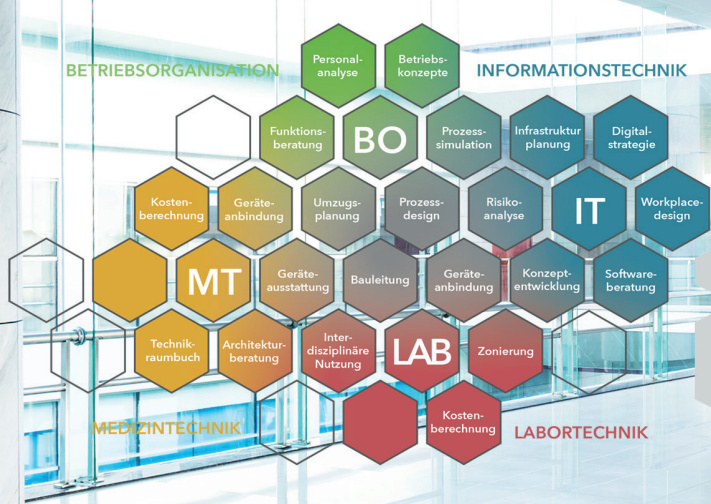 Personal-
analyse
Betriebs-
konzepte
BETRIEBSORGANISATION
INFORMATIONSTECHNIK
Funktions-
beratung
BO
Prozess-
simulation
Infrastruktur
planung
Digital-
strategie
Kosten-
berechnung
Geräte-
anbindung
Umzugs-
planung
Prozess-
design
Risiko-
analyse
IT
Workplace-
design
MT
Geräte-
ausstattung
Bauleitung
Geräte-
anbindung
Konzept-
entwicklung
Software-
beratung
Technik-
raumbuch
Architektur-
beratung
Inter-
disziplinäre
Nutzung
LAB
Zonierung
MEDIZINTECHNIK
Kosten-
berechnung
LABORTECHNIK